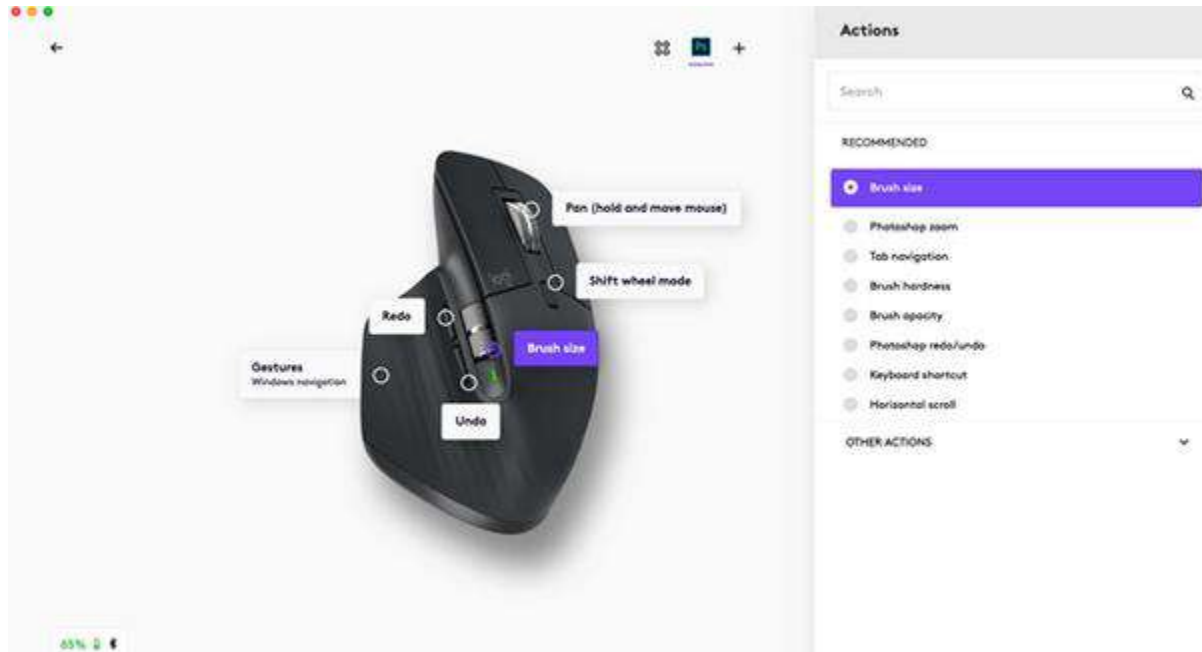 Ps
Actions
Search
RECOMMENDED
Brush size
Photoshop zoom
Tab navigation
Brush hardness
Brush opacity
Photoshop redo/undo
Keyboard shortcut
Horizontal scroll
OTHER ACTIONS
Pan (hold and move mouse)
logi
Shift wheel mode
Redo
Brush size
Gestures
Windows navigation
Undo
65%